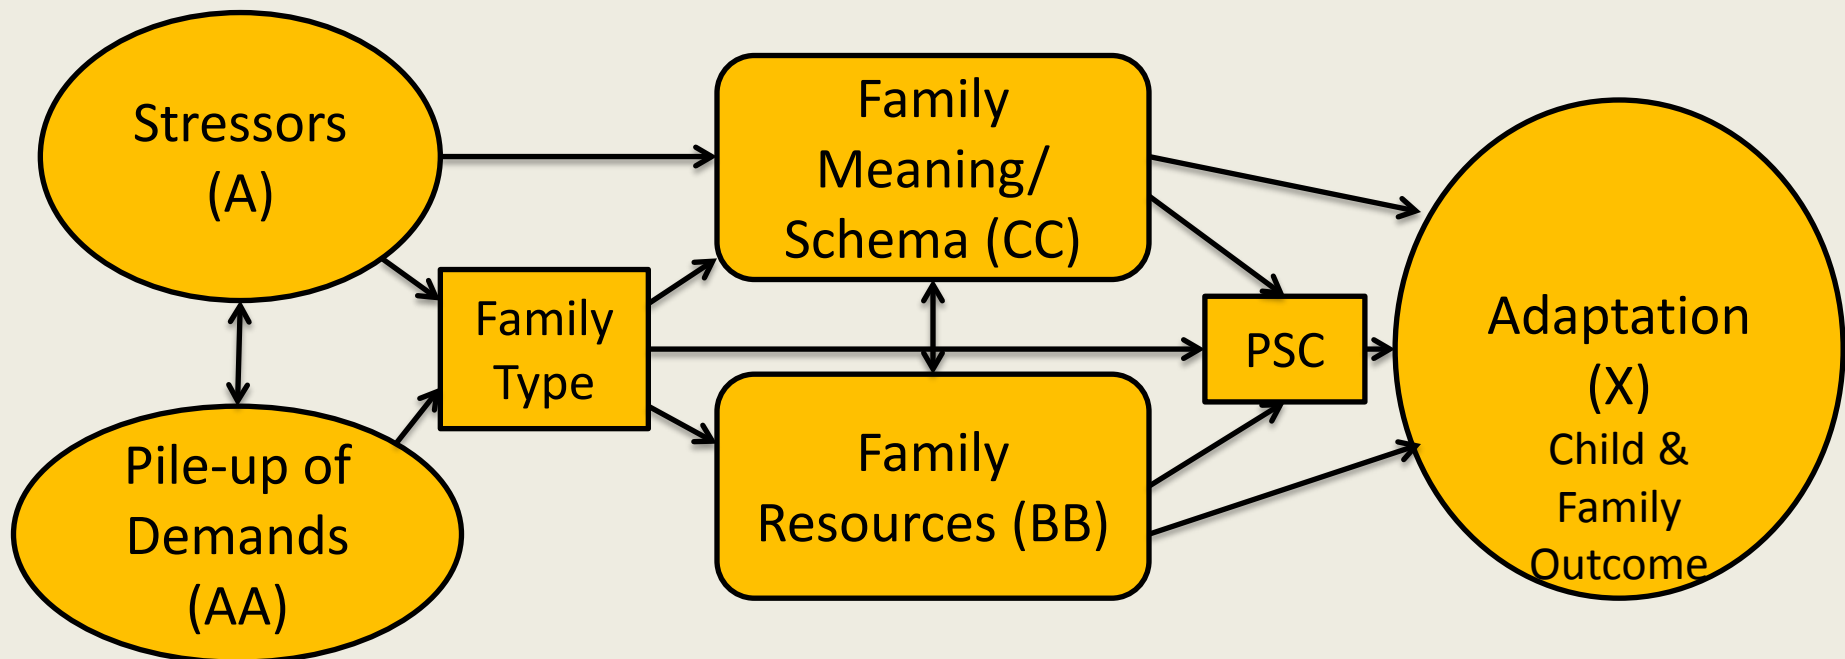 Stressors
(A)
Pile-up of
Demands
(AA)
Family
Type
Family
Meaning/
Schema (CC)
Family
Resources (BB)
PSC
Adaptation
(X)
Child &
Family
Outcome